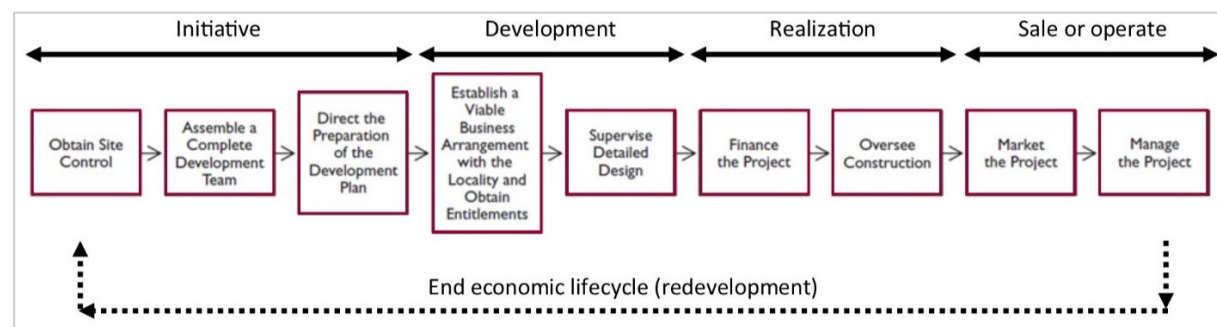 Initiative
Development
Realization
Sale or operate
Obtain Site
Control
Assemble a
Complete
Development
Team
Direct the
Preparation
of the
Development
Plan
Establish a
Viable
Business
Arrangement
with the
Locality and
Obtain
Entitlements
Supervise
Detailed
Design
Finance
the Project
Oversee
Construction
Market
the Project
Manage
the Project
End economic lifecycle (redevelopment)